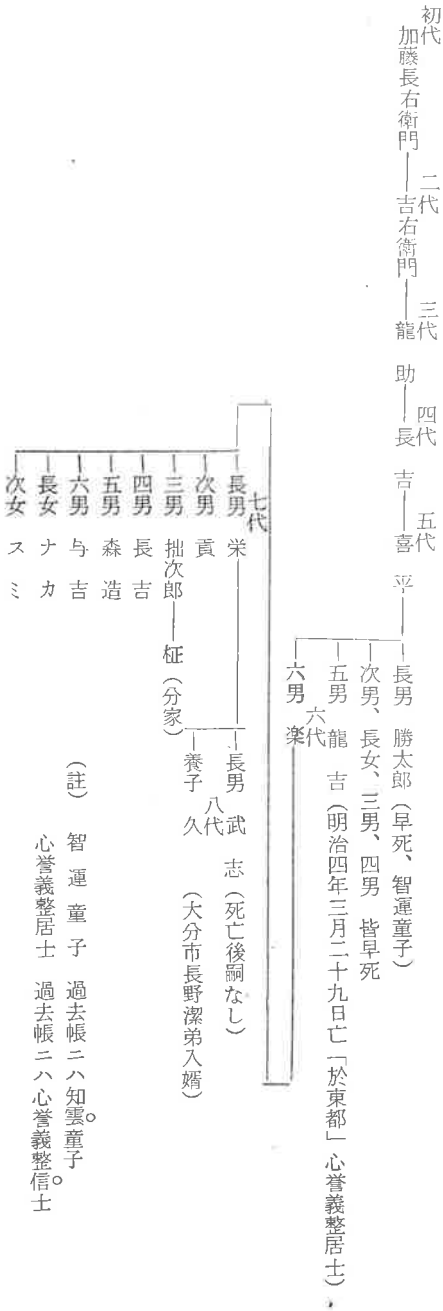 初代 加藤長右衛門――二代 吉右衛門――三代 龍助――四代 長吉――五代 喜平
長男 勝太郎(早死、智運童子)
次男、長女、三男、四男 皆早死
五男 龍吉(明治四年三月二十九日亡「於東都」心誉義整居士)
六代
六男 楽
七代
長男 栄
長男 武志(死亡後嗣なし)
八代
養子 久(大分市長野潔弟入婿)
次男 貢
三男 拙次郎――柾(分家)
四男 長吉
五男 森造
六男 与吉
長女 ナカ
次女 スミ
(註) 智運童子 過去帳ニハ知雲。童子
心誉義整居士 過去帳ニハ心誉義整信。士